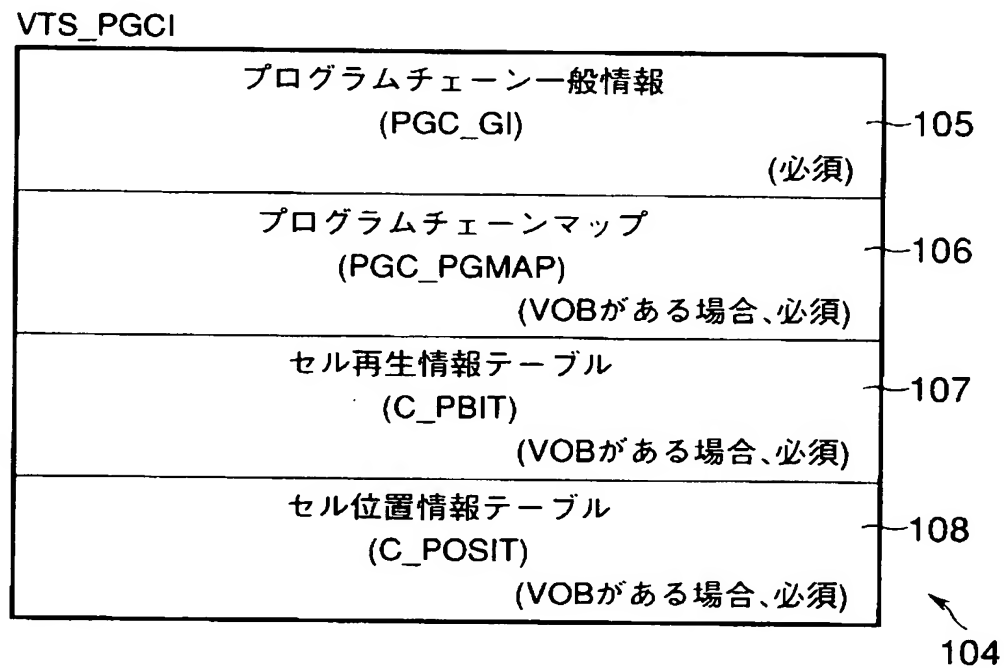 VTS_PGCI
プログラムチェーン一般情報
(PGC_GI)
105
(必須)
プログラムチェーンマップ
106
(PGC_PGMAP)
(VOBがある場合、必須)
セル再生情報テーブル
107
(C_PBIT)
(VOBがある場合、必須)
セル位置情報テーブル
108
(C_POSIT)
(VOBがある場合、必須)
104